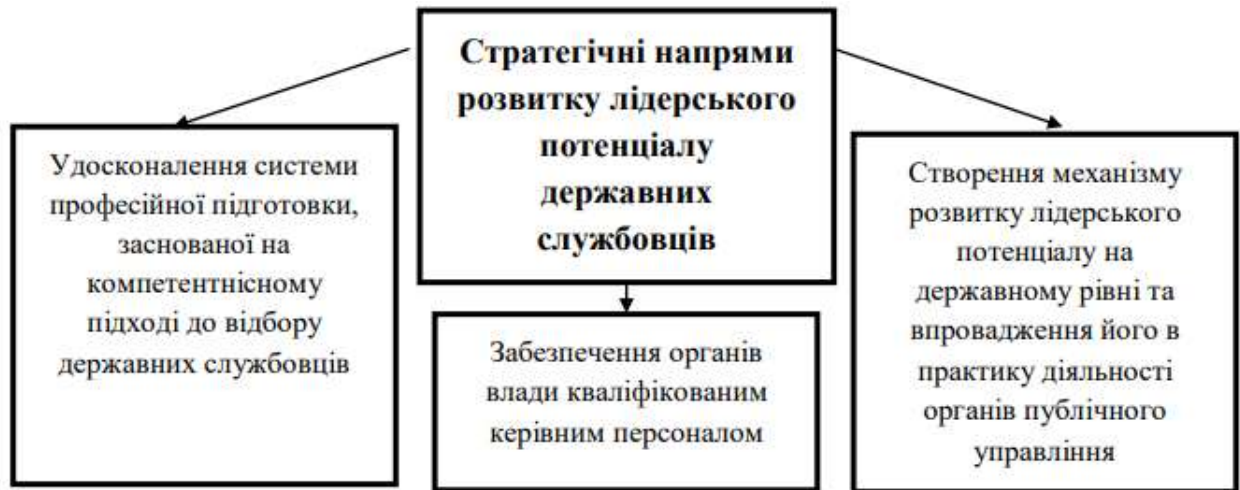 Стратегічні напрями
розвитку лідерського
потенціалу
державних
службовців
Удосконалення системи
професійної підготовки,
заснованої на
компетентнісному
підході до відбору
державних службовців
Забезпечення органів
влади кваліфікованим
керівним персоналом
Створення механізму
розвитку лідерського
потенціалу на
державному рівні та
впровадження його в
практику діяльності
органів публічного
управління